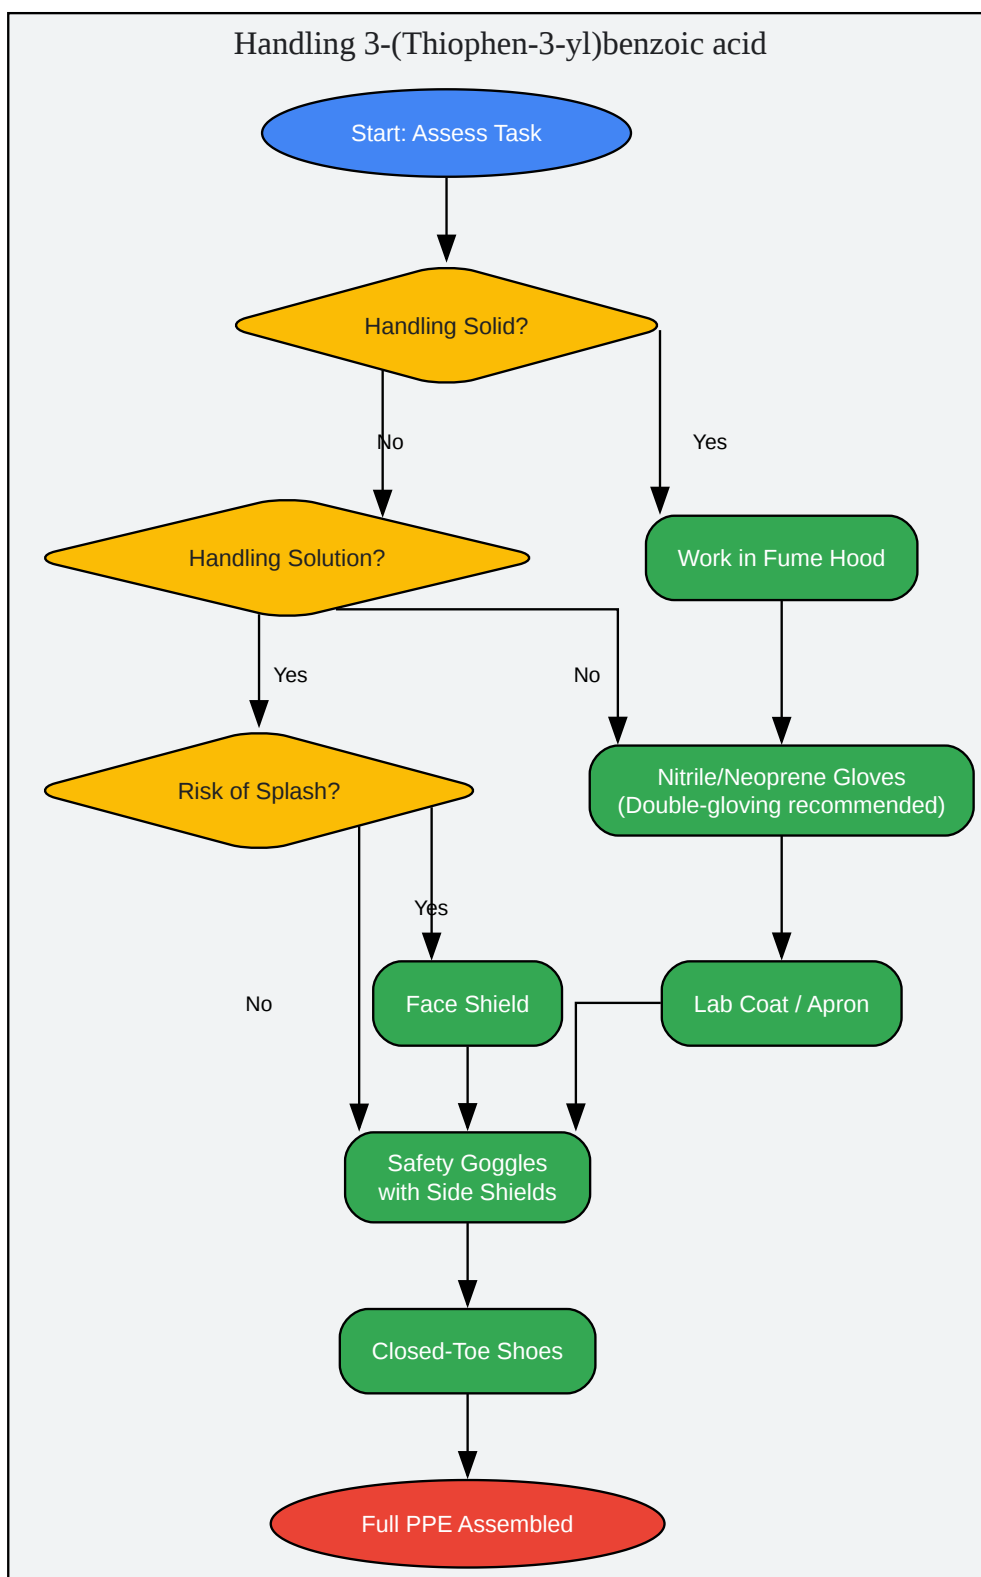 Handling 3-(Thiophen-3-yl)benzoic acid
Start: Assess Task
Handling Solid?
No
Yes
Handling Solution?
Work in Fume Hood
Yes
No
Risk of Splash?
Nitrile/Neoprene Gloves
(Double-gloving recommended)
Yes
No
Face Shield
Lab Coat / Apron
Safety Goggles
with Side Shields
Closed-Toe Shoes
Full PPE Assembled